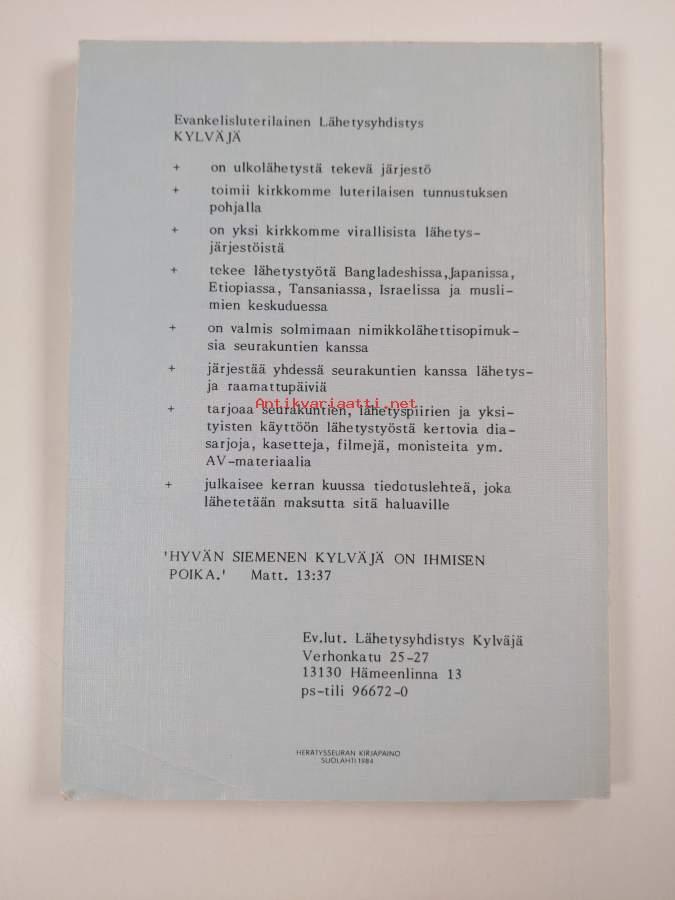 Evankelisluterilainen Lähetysyhdistys
KYLVÄJÄ
+ on ulkolähetystä tekevä järjestö
+ toimii kirkkomme luterilaisen tunnustuksen
pohjalla
+ on yksi kirkkomme virallisista lähetys-
järjestöistä
+ tekee lähetystyötä Bangladeshissa,Japanissa,
Etiopiassa, Tansaniassa, Israelissa ja musli-
mien keskuduessa
+ on valmis solmimaan nimikkolähettisopimuk-
sia seurakuntien kanssa
+ järjestää yhdessä seurakuntien kanssa lähetys-
ja raamattupäiviä
Antikvariaatti.net
+ tarjoaa seurakuntien, lähetyspiirien ja yksi-
tyisten käyttöön lähetystyöstä kertovia dia-
sarjoja, kasetteja, filmejä, monisteita ym.
AV-materiaalia
+ julkaisee kerran kuussa tiedotuslehteä, joka
lähetetään maksutta sitä haluaville
'HYVÄN SIEMENEN KYLVÄJÄ ON IHMISEN
POIKA.' Matt. 13:37
Ev.lut. Lähetysyhdistys Kylväjä
Verhonkatu 25-27
13130 Hämeenlinna 13
ps-tili 96672-0
HERÄTYSSEURAN KIRJAPAINO
SUOLAHTI 1984